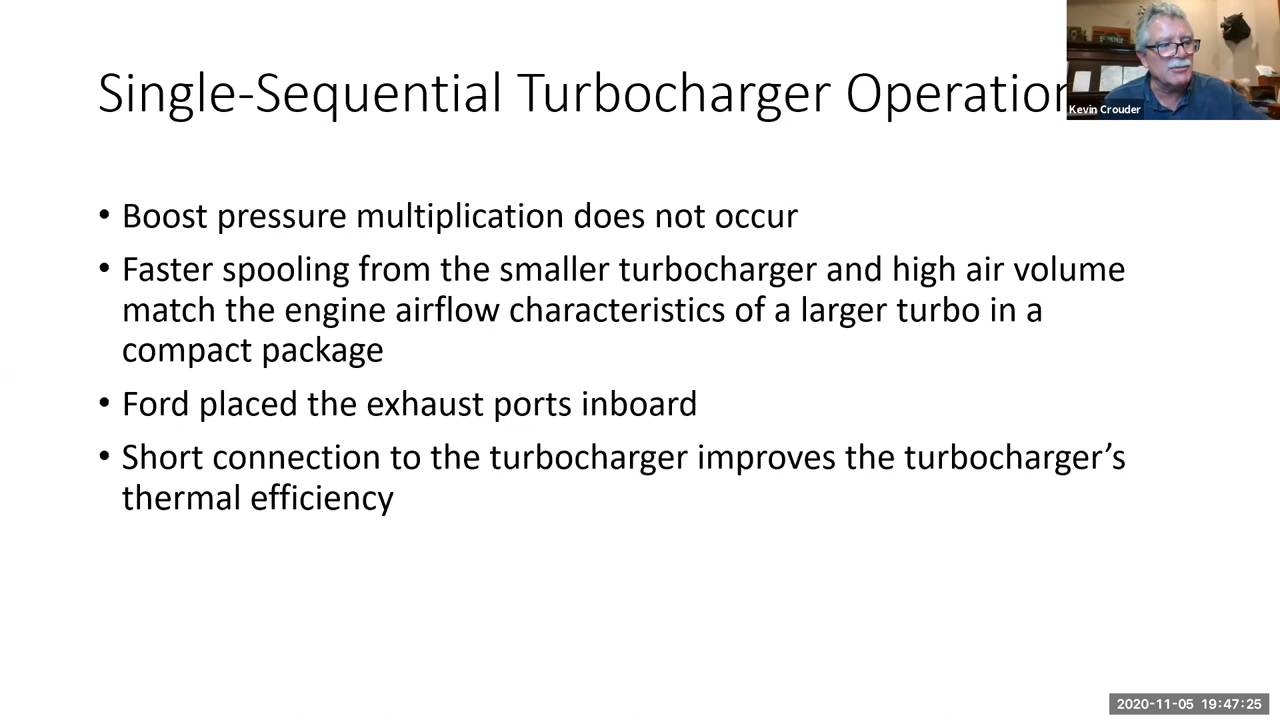 Single-Sequential Turbocharger Operation
Kevin Crouder
• Boost pressure multiplication does not occur
• Faster spooling from the smaller turbocharger and high air volume
match the engine airflow characteristics of a larger turbo in a
compact package
• Ford placed the exhaust ports inboard
• Short connection to the turbocharger improves the turbocharger’s
thermal efficiency
2020-11-05 19:47:25